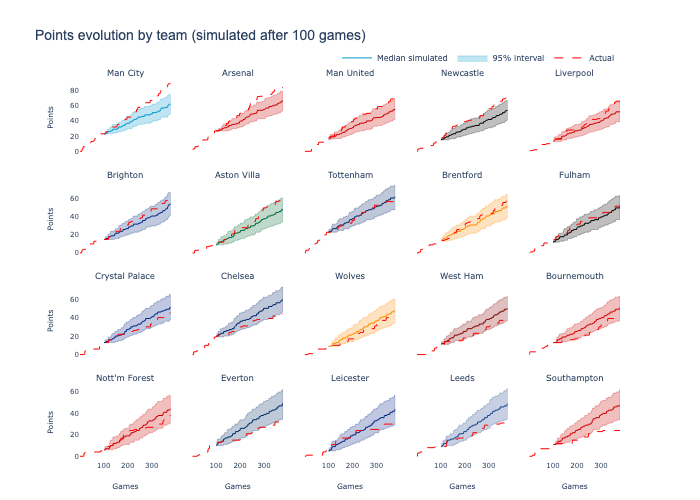 Points evolution by team (simulated after 100 games)
Median simulated 95% interval Actual
Man City Arsenal Man United Newcastle Liverpool
Points
80
60
40
20
0
Brighton Aston Villa Tottenham Brentford Fulham
Points
60
40
20
0
Crystal Palace Chelsea Wolves West Ham Bournemouth
Points
60
40
20
0
Nott'm Forest Everton Leicester Leeds Southampton
Points
60
40
20
0
100 200 300 100 200 300 100 200 300 100 200 300 100 200 300
Games Games Games Games Games